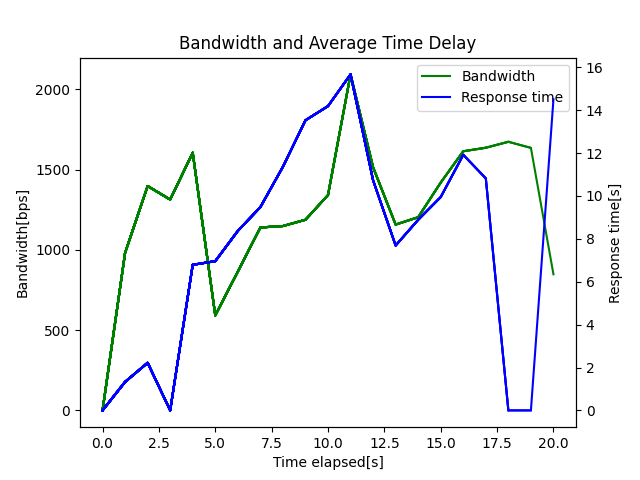 Bandwidth and Average Time Delay
Bandwidth
Response time
2000
1500
1000
500
0
Bandwidth[bps]
16
14
12
10
8
6
4
2
0
Response time[s]
0.0 2.5 5.0 7.5 10.0 12.5 15.0 17.5 20.0
Time elapsed[s]